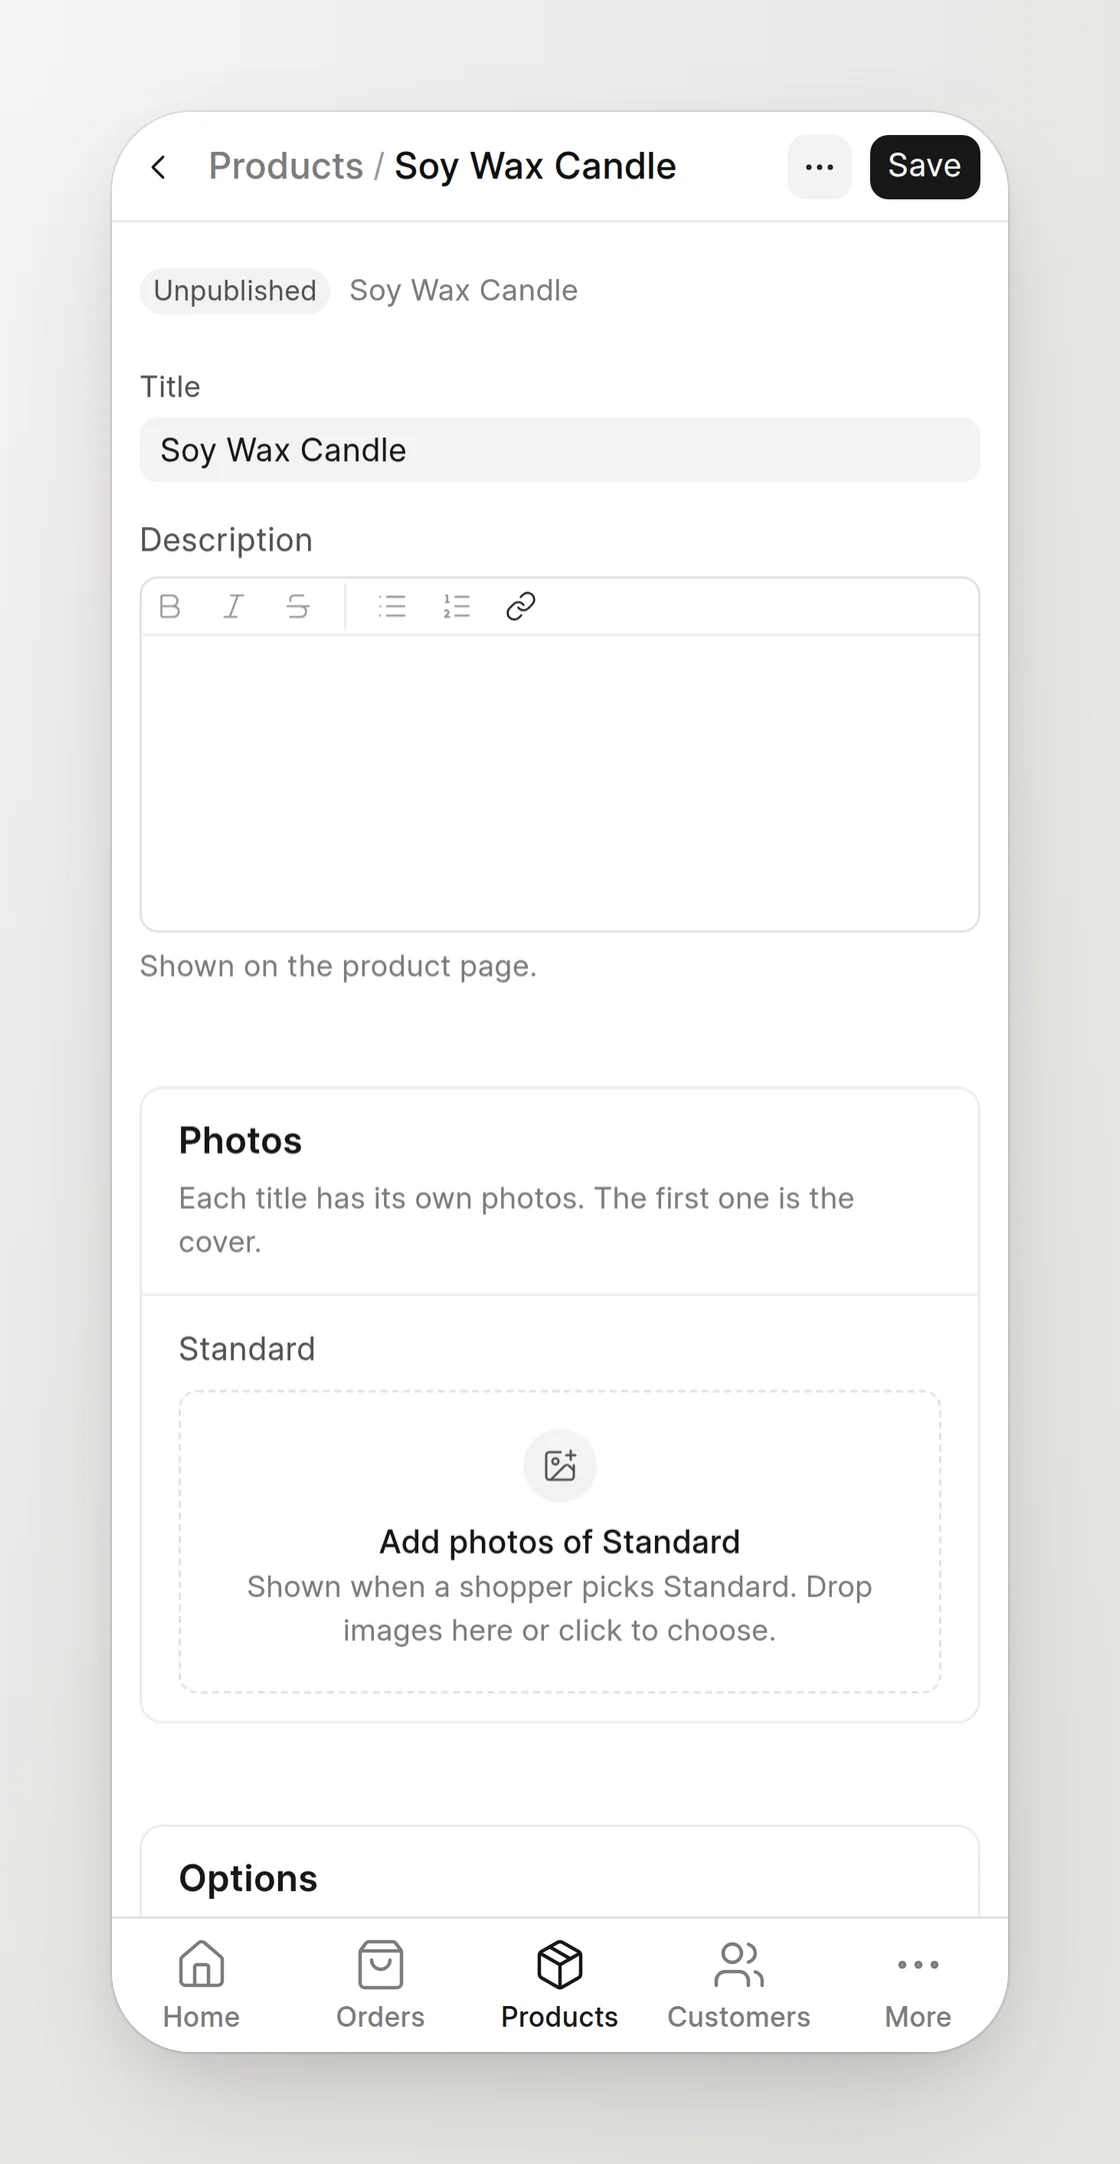 Products / Soy Wax Candle
Save
Unpublished
Soy Wax Candle
Title
Soy Wax Candle
Description
Shown on the product page.
Photos
Each title has its own photos. The first one is the
cover.
Standard
Add photos of Standard
Shown when a shopper picks Standard. Drop
images here or click to choose.
Options
Home
Orders
Products
Customers
More